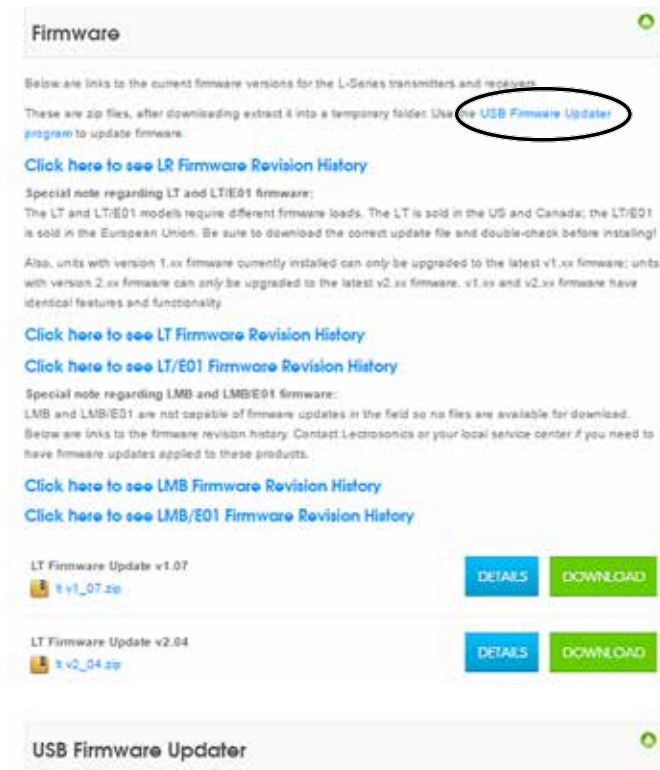 Firmware
Below are links to the current firmware versions for the L-Series transmitters and receivers.
These are zip files, after downloading extract it into a temporary folder. Use the USB Firmware Updater
program to update firmware.
Click here to see LR Firmware Revision History
Special note regarding LT and LT/E01 firmware:
The LT and LT/E01 models require different firmware loads. The LT is sold in the US and Canada; the LT/E01
is sold in the European Union. Be sure to download the correct update file and double-check before installing!
Also, units with version 1.xx firmware currently installed can only be upgraded to the latest v1.xx firmware; units
with version 2.xx firmware can only be upgraded to the latest v2.xx firmware. v1.xx and v2.xx firmware have
identical features and functionality.
Click here to see LT Firmware Revision History
Click here to see LT/E01 Firmware Revision History
Special note regarding LMB and LMB/E01 firmware:
LMB and LMB/E01 are not capable of firmware updates in the field so no files are available for download.
Below are links to the firmware revision history. Contact Lectrosonics or your local service center if you need to
have firmware updates applied to these products.
Click here to see LMB Firmware Revision History
Click here to see LMB/E01 Firmware Revision History
LT Firmware Update v1.07
lt v1_07.zip
DETAILS DOWNLOAD
LT Firmware Update v2.04
lt v2_04.zip
DETAILS DOWNLOAD
USB Firmware Updater